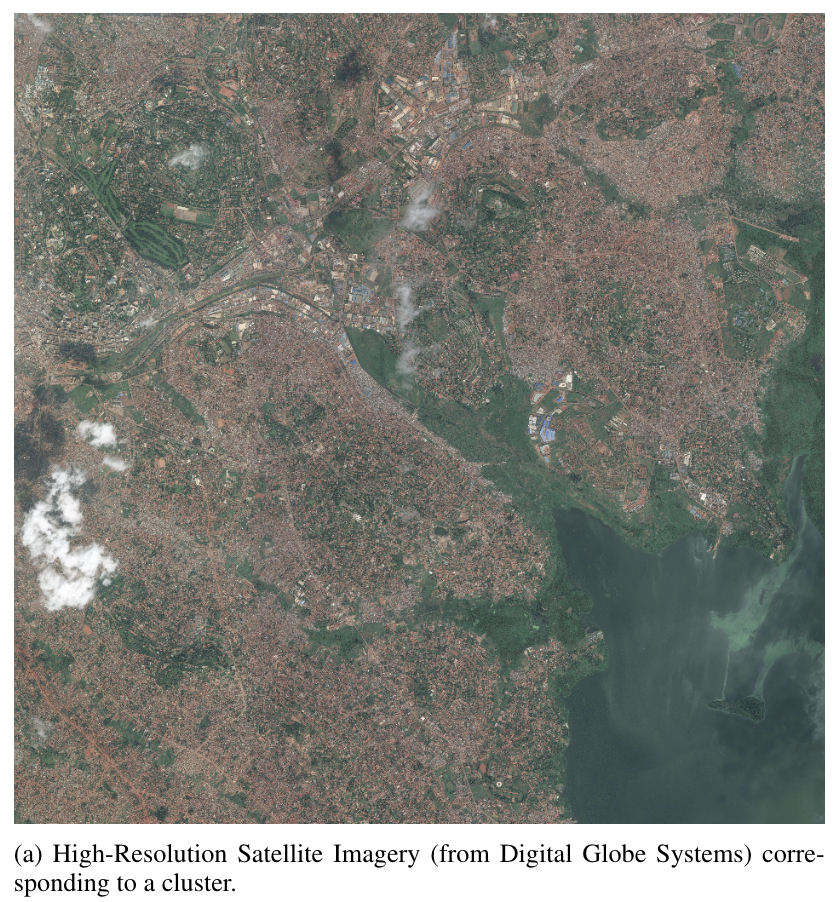 (a) High-Resolution Satellite Imagery (from Digital Globe Systems) corre-
sponding to a cluster.